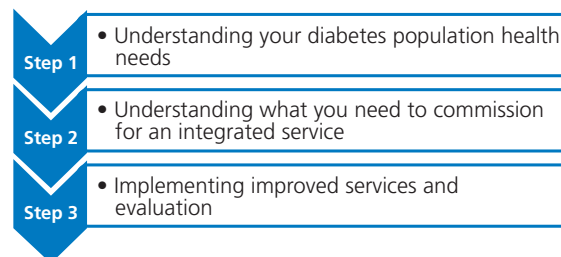 Step 1
• Understanding your diabetes population health
needs
Step 2
• Understanding what you need to commission
for an integrated service
Step 3
• Implementing improved services and
evaluation